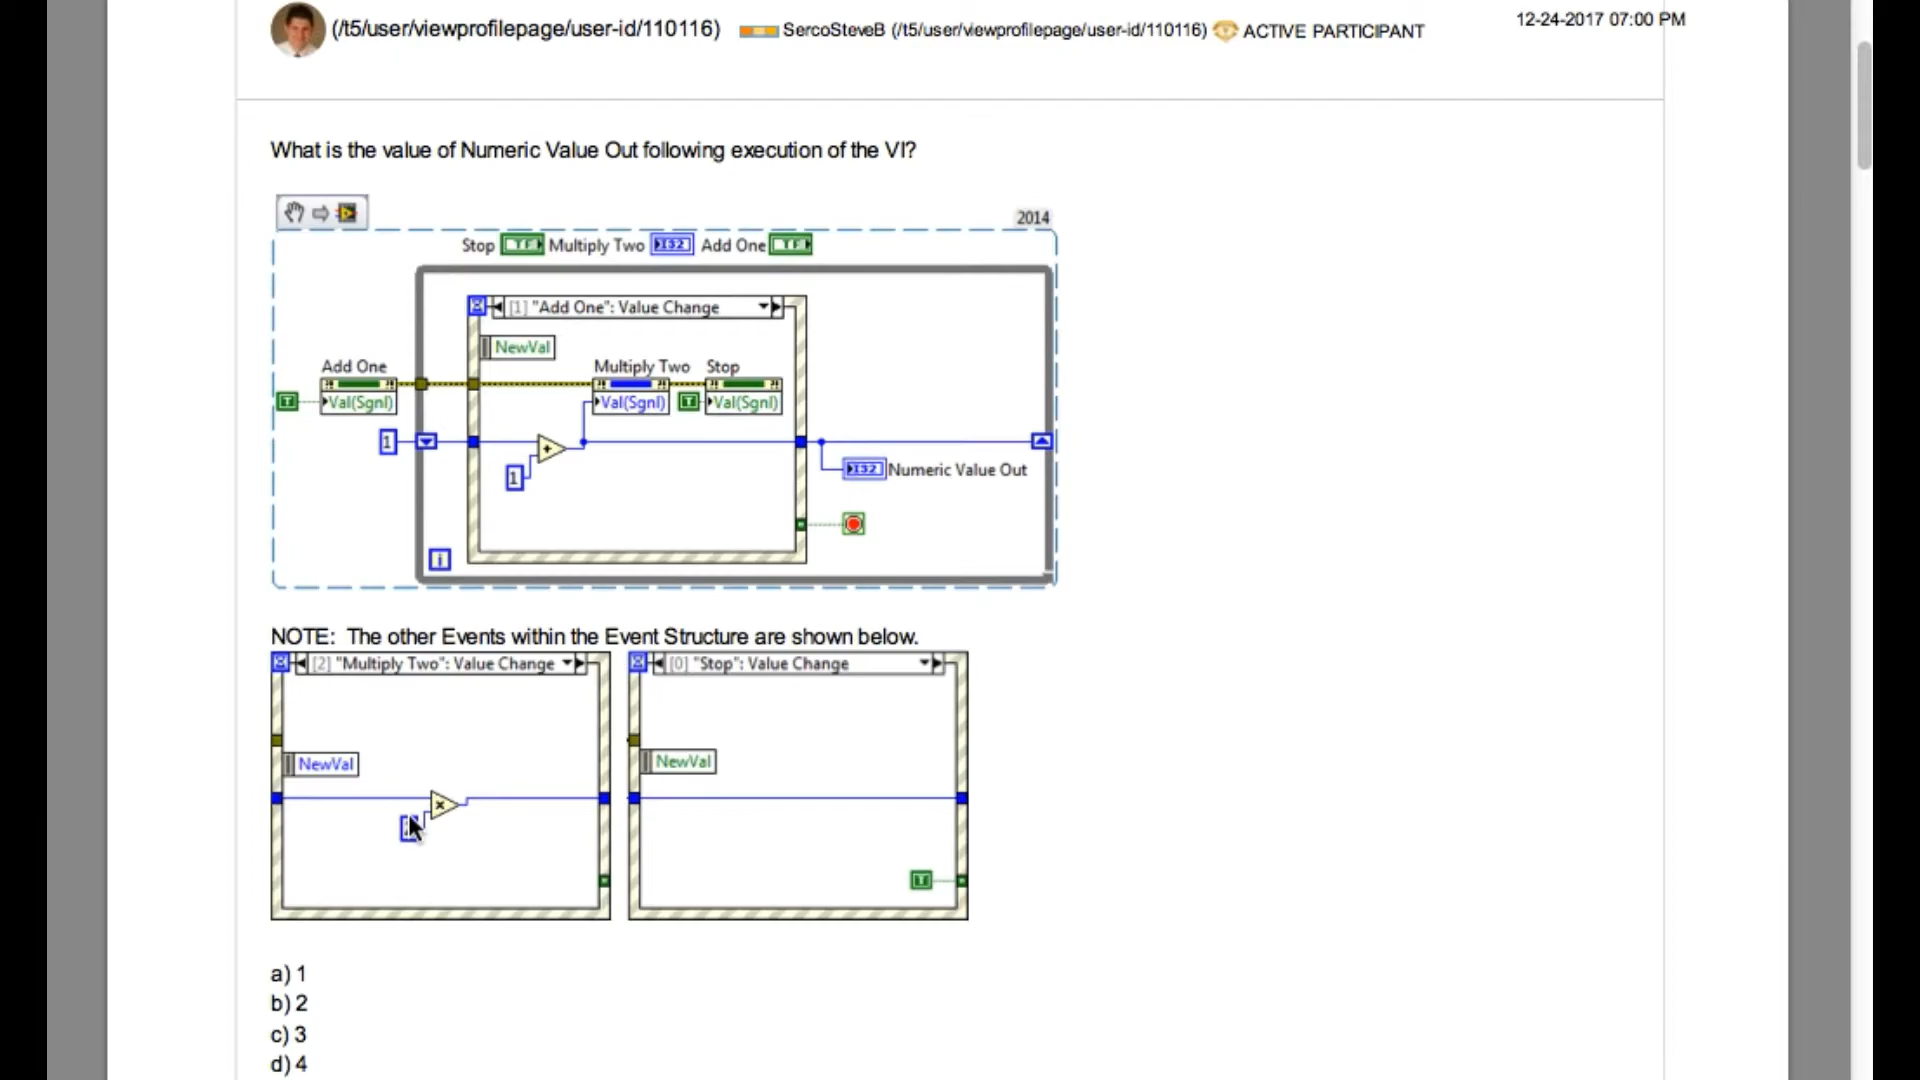 (/t5/user/viewprofilepage/user-id/110116) SercoSteveB (/t5/user/viewprofilepage/user-id/110116) ACTIVE PARTICIPANT 12-24-2017 07:00 PM
What is the value of Numeric Value Out following execution of the VI?
2014
Stop TF Multiply Two I32 Add One TF
[1] "Add One": Value Change
NewVal
Add One Multiply Two Stop
T Val(Sgnl) Val(Sgnl) T Val(Sgnl)
1
+
1
I32 Numeric Value Out
i
NOTE: The other Events within the Event Structure are shown below.
[2] "Multiply Two": Value Change [0] "Stop": Value Change
NewVal NewVal
x
T
a) 1
b) 2
c) 3
d) 4